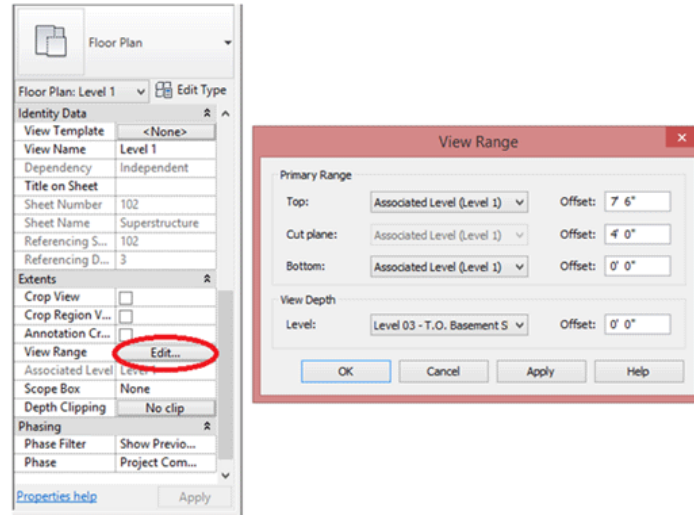 Floor Plan
Floor Plan: Level 1 Edit Type
Identity Data
View Template <None>
View Name Level 1
Dependency Independent
Title on Sheet
Sheet Number 102
Sheet Name Superstructure
Referencing S... 102
Referencing D... 3
Extents
Crop View
Crop Region V...
Annotation Cr...
View Range Edit...
Associated Level Level 1
Scope Box None
Depth Clipping No clip
Phasing
Phase Filter Show Previo...
Phase Project Com...
Properties help Apply
View Range
Primary Range
Top: Associated Level (Level 1) Offset: 7' 6"
Cut plane: Associated Level (Level 1) Offset: 4' 0"
Bottom: Associated Level (Level 1) Offset: 0' 0"
View Depth
Level: Level 03 - T.O. Basement S Offset: 0' 0"
OK Cancel Apply Help